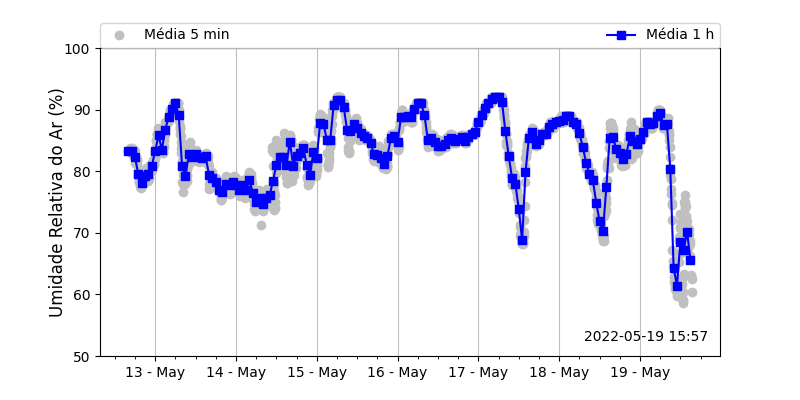 Média 5 min
Média 1 h
Umidade Relativa do Ar (%)
100
90
80
70
60
50
2022-05-19 15:57
13 - May
14 - May
15 - May
16 - May
17 - May
18 - May
19 - May